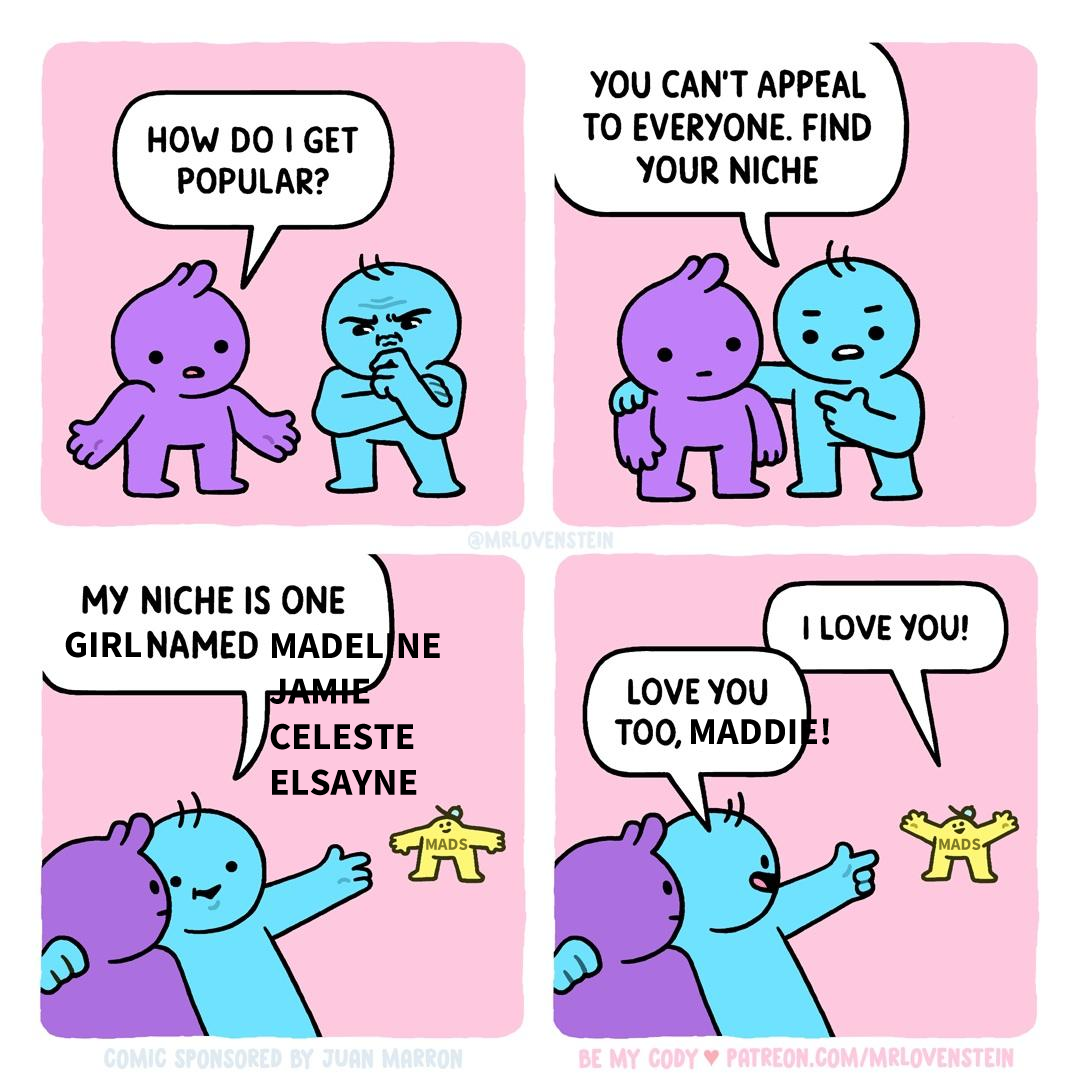 HOW DO I GET
POPULAR?
YOU CAN'T APPEAL
TO EVERYONE. FIND
YOUR NICHE
@MRLOVENSTEIN
MY NICHE IS ONE
GIRL NAMED MADELINE
JAMIE
CELESTE
ELSAYNE
MADS
I LOVE YOU!
LOVE YOU
TOO, MADDIE!
MADS
COMIC SPONSORED BY JUAN MARRON
BE MY CODY ♥ PATREON.COM/MRLOVENSTEIN